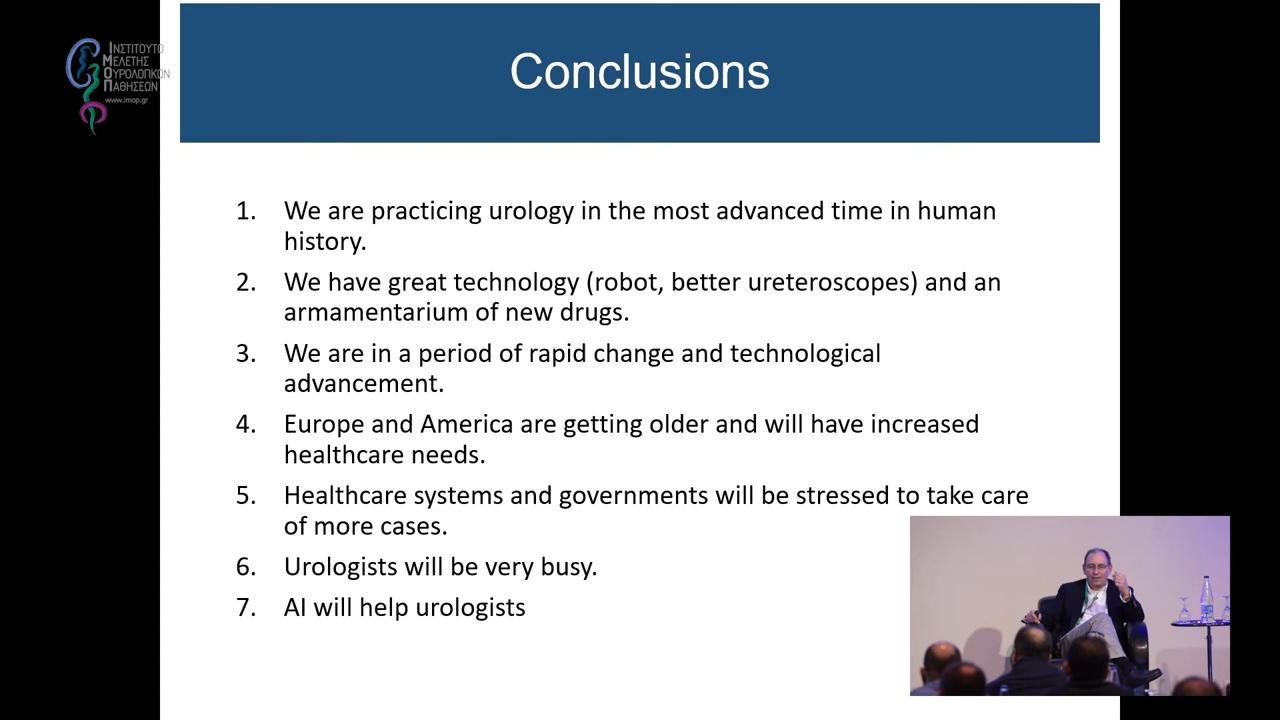 ΙΝΣΤΙΤΟΥΤΟ
ΜΕΛΕΤΗΣ
ΟΥΡΟΛΟΓΙΚΩΝ
ΠΑΘΗΣΕΩΝ
www.imop.gr
Conclusions
1. We are practicing urology in the most advanced time in human
history.
2. We have great technology (robot, better ureteroscopes) and an
armamentarium of new drugs.
3. We are in a period of rapid change and technological
advancement.
4. Europe and America are getting older and will have increased
healthcare needs.
5. Healthcare systems and governments will be stressed to take care
of more cases.
6. Urologists will be very busy.
7. AI will help urologists